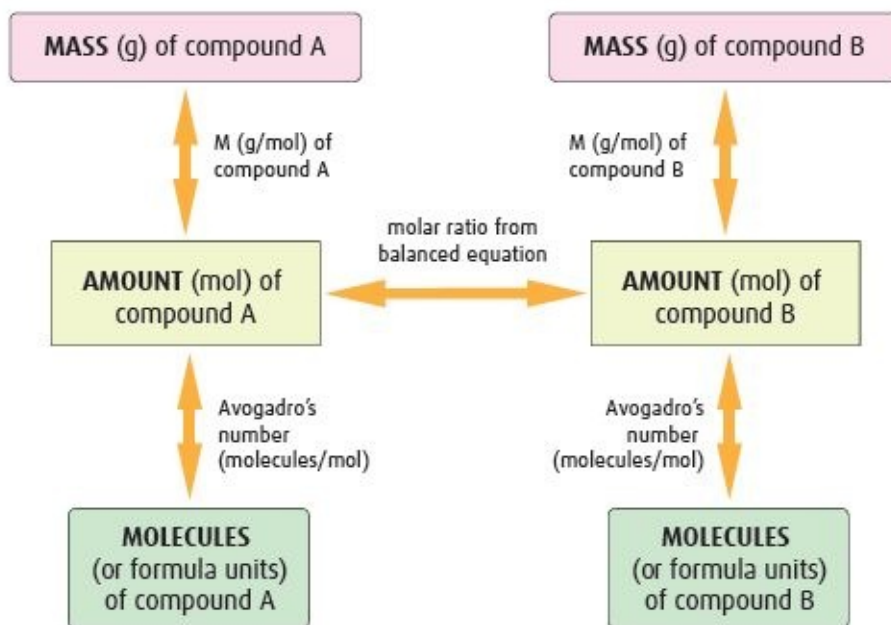 MASS (g) of compound A
MASS (g) of compound B
M (g/mol) of
compound A
M (g/mol) of
compound B
molar ratio from
balanced equation
AMOUNT (mol) of
compound A
AMOUNT (mol) of
compound B
Avogadro's
number
(molecules/mol)
Avogadro's
number
(molecules/mol)
MOLECULES
(or formula units)
of compound A
MOLECULES
(or formula units)
of compound B